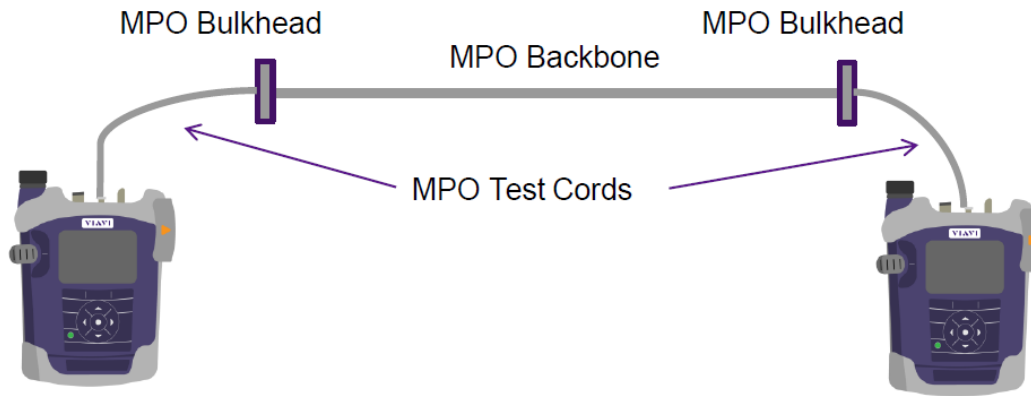 MPO Bulkhead
MPO Bulkhead
MPO Backbone
MPO Test Cords
VIAVI
VIAVI